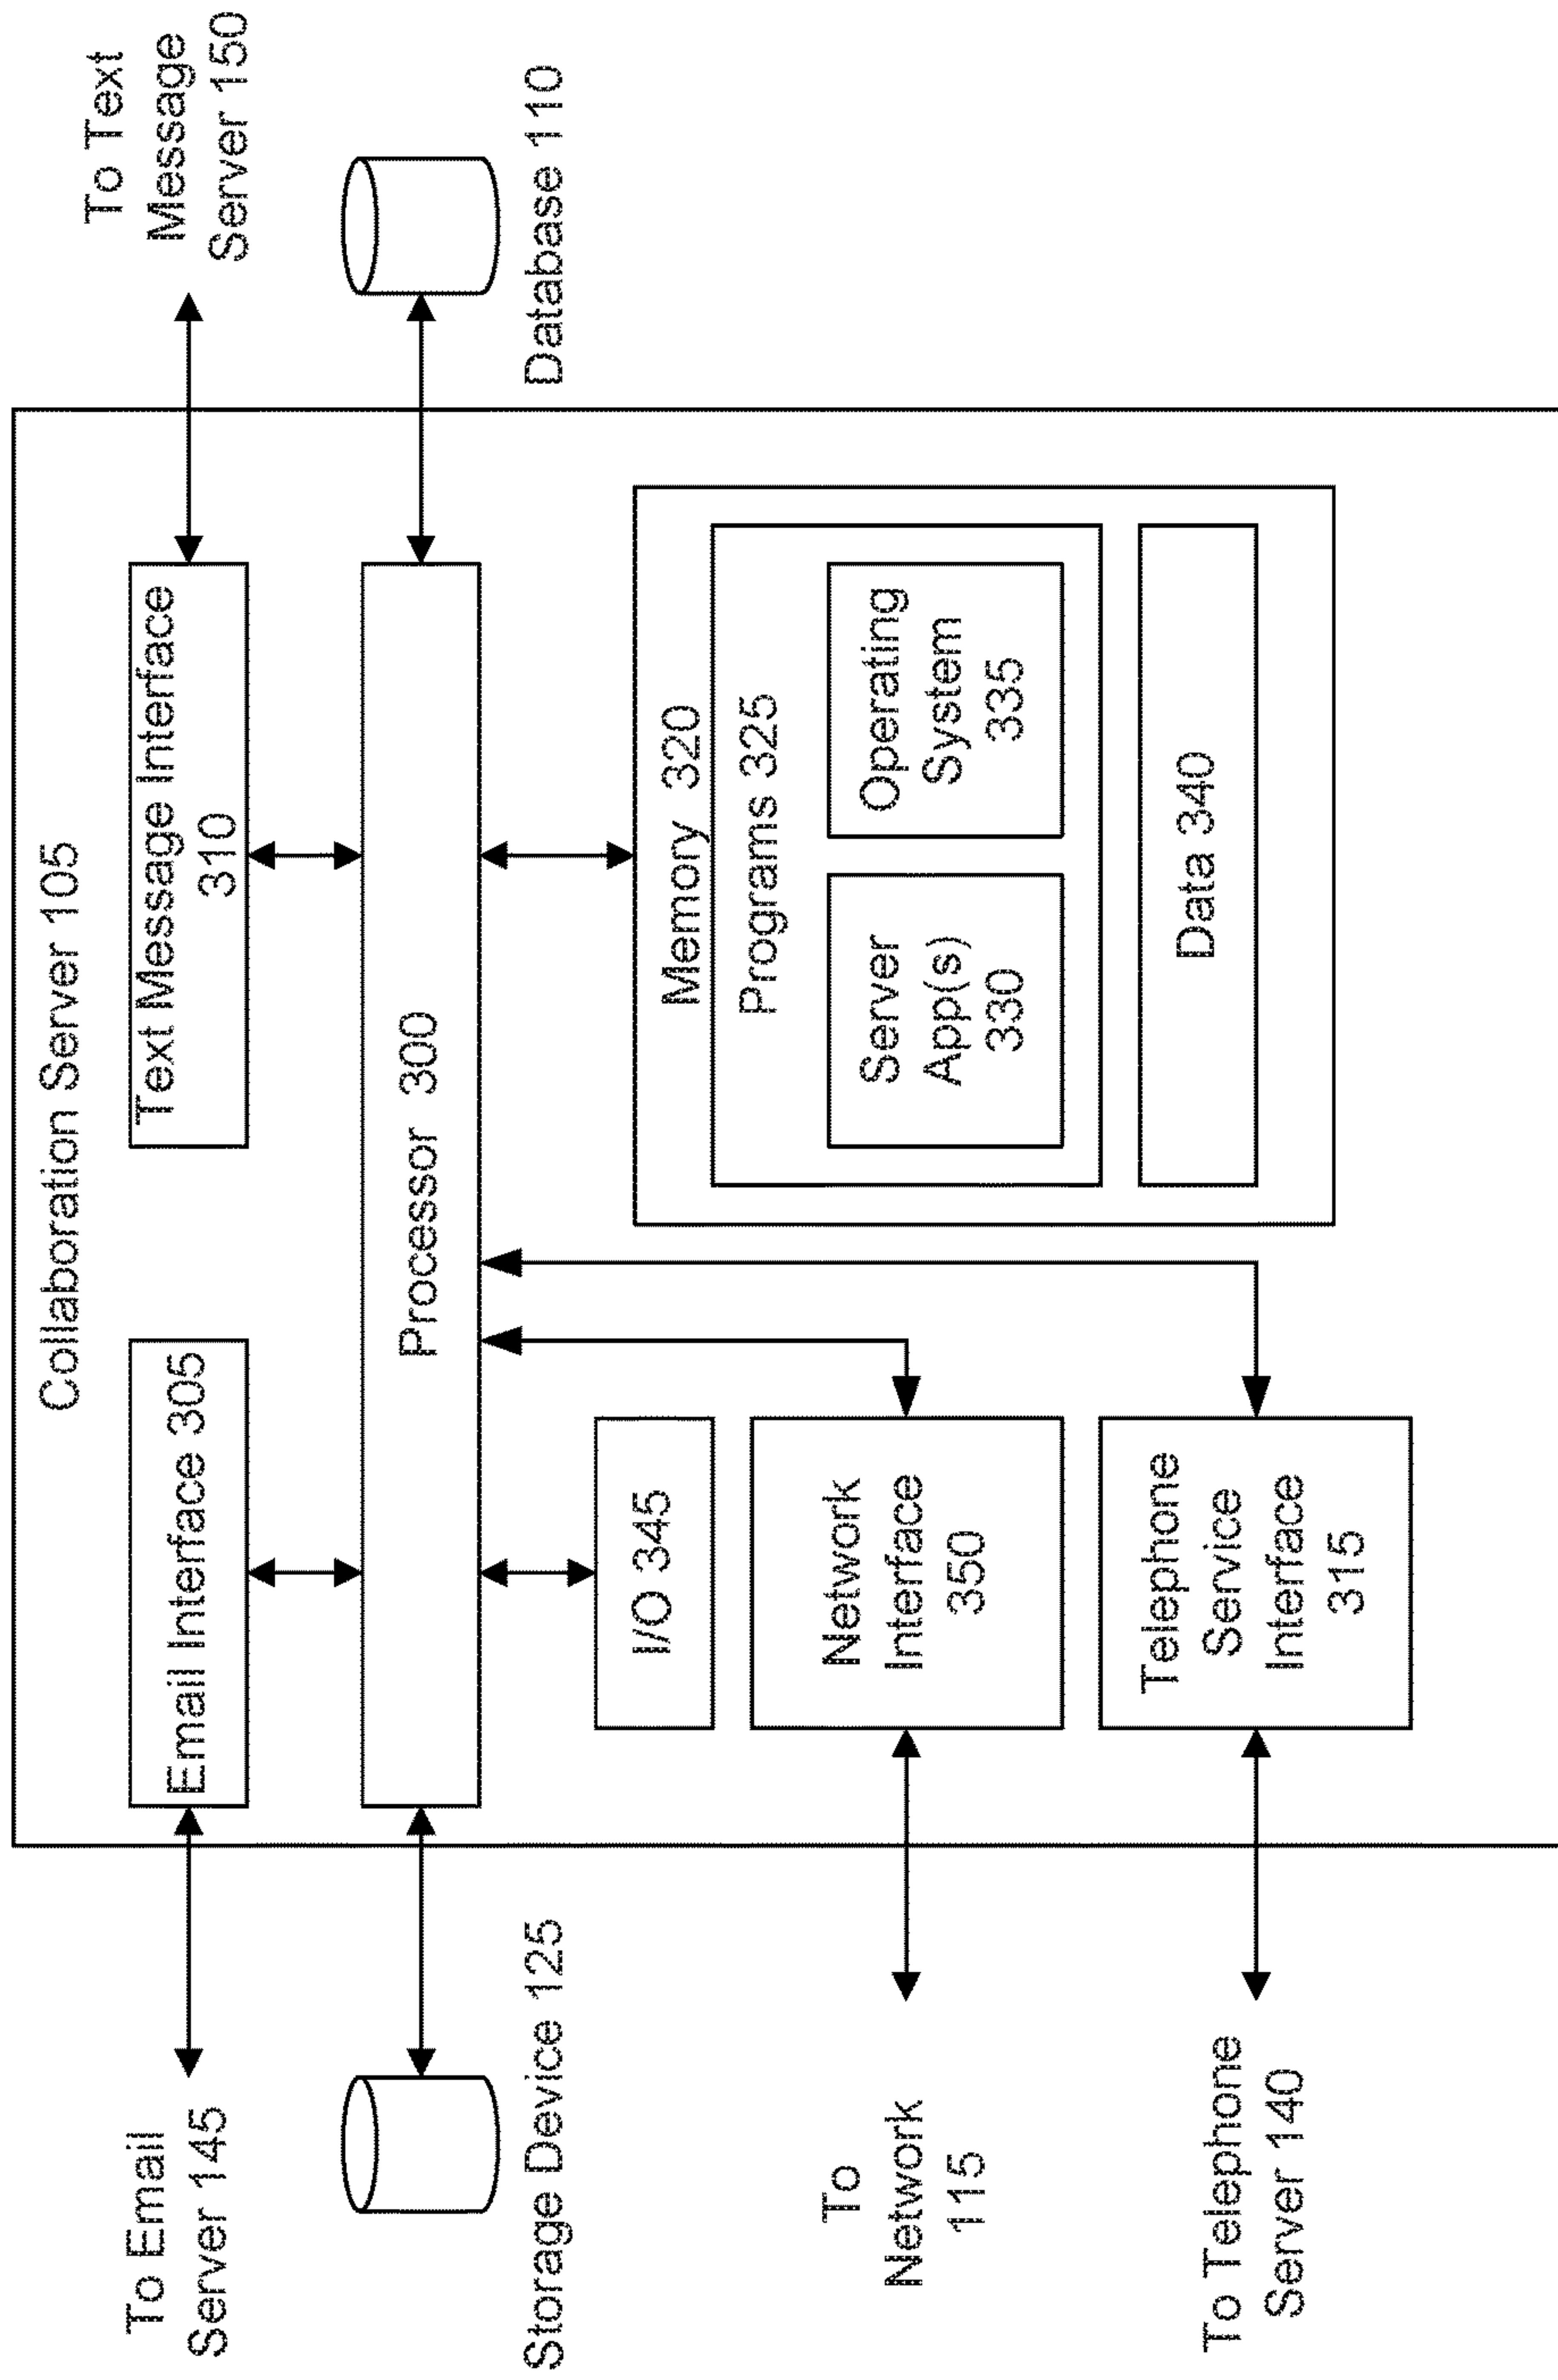 Collaboration Server 105
To Email
Server 145
Email Interface 305
Text Message Interface
310
To Text
Message
Server 150
Storage Device 125
Processor 300
Database 110
I/O 345
Memory 320
Programs 325
Server
App(s)
330
Operating
System
335
Data 340
To
Network
115
Network
Interface
350
To Telephone
Server 140
Telephone
Service
Interface
315